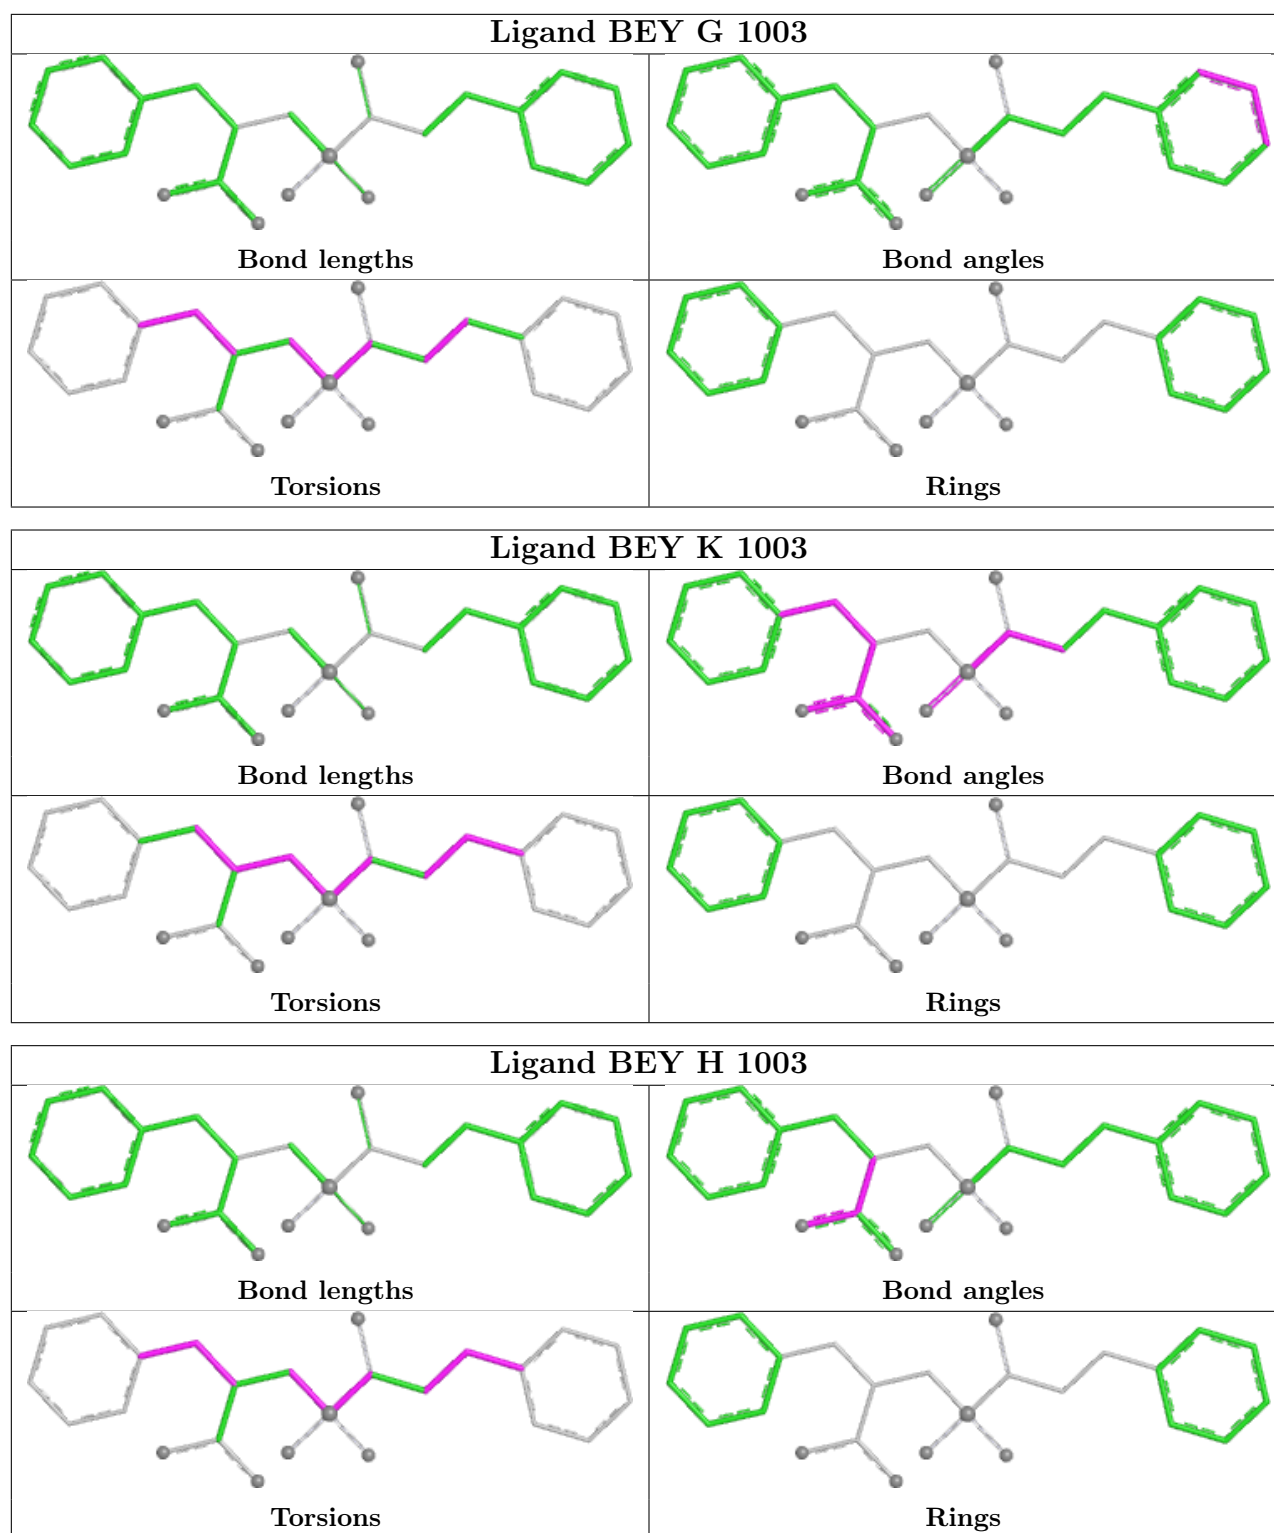 Ligand BEY G 1003
Bond lengths
Bond angles
Torsions
Rings
Ligand BEY K 1003
Bond lengths
Bond angles
Torsions
Rings
Ligand BEY H 1003
Bond lengths
Bond angles
Torsions
Rings